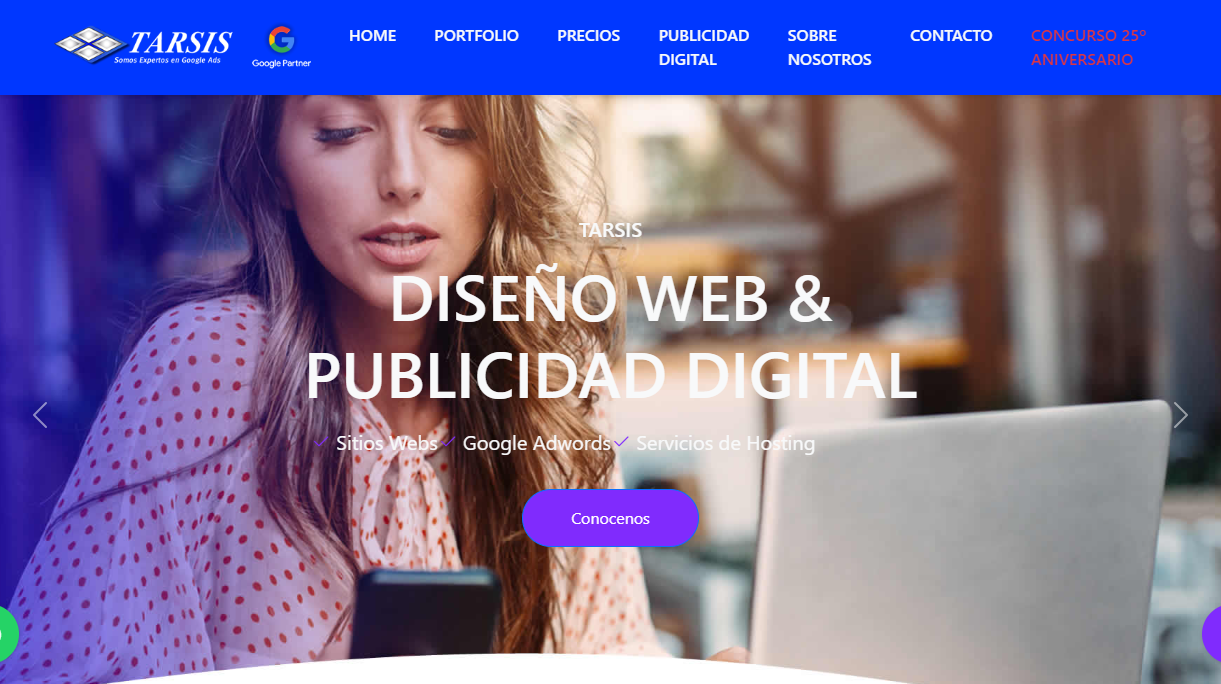 TARSIS
Somos Expertos en Google Ads
Google Partner
HOME
PORTFOLIO
PRECIOS
PUBLICIDAD
DIGITAL
SOBRE
NOSOTROS
CONTACTO
CONCURSO 25º
ANIVERSARIO
TARSIS
DISEÑO WEB &
PUBLICIDAD DIGITAL
Sitios Webs Google Adwords Servicios de Hosting
Conocenos